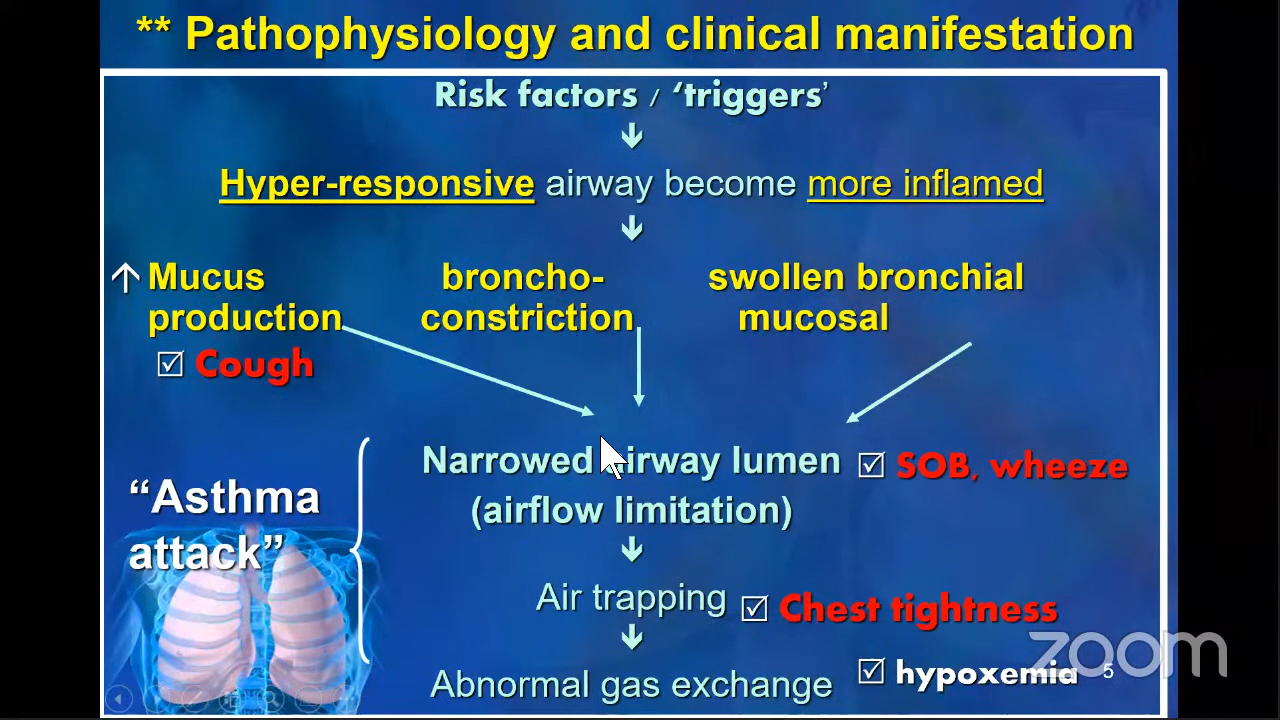 ** Pathophysiology and clinical manifestation
Risk factors / ‘triggers’
↓
Hyper-responsive airway become more inflamed
↓
↑ Mucus production
☑ Cough
broncho-constriction
swollen bronchial mucosal
Narrowed airway lumen
(airflow limitation)
☑ SOB, wheeze
“Asthma attack”
↓
Air trapping ☑ Chest tightness
↓
Abnormal gas exchange ☑ hypoxemia 5
zoom